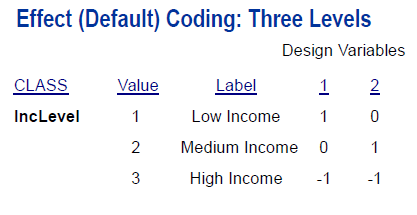 Effect (Default) Coding: Three Levels
Design Variables
CLASS Value Label 1 2
IncLevel 1 Low Income 1 0
2 Medium Income 0 1
3 High Income -1 -1